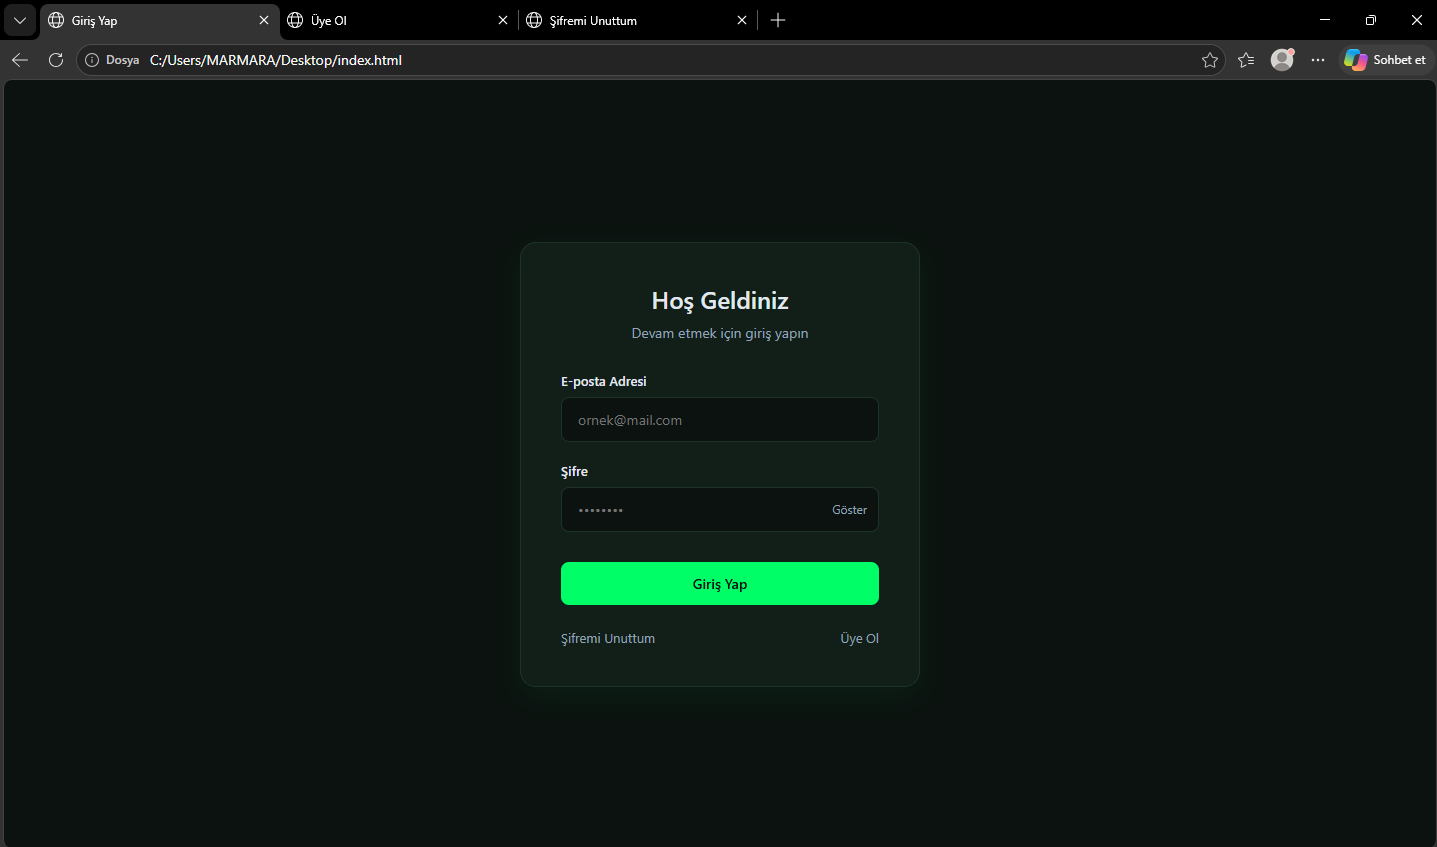 Giriş Yap
Üye Ol
Şifremi Unuttum
Dosya C:/Users/MARMARA/Desktop/index.html
Sohbet et
Hoş Geldiniz
Devam etmek için giriş yapın
E-posta Adresi
ornek@mail.com
Şifre
•••••••• Göster
Giriş Yap
Şifremi Unuttum Üye Ol